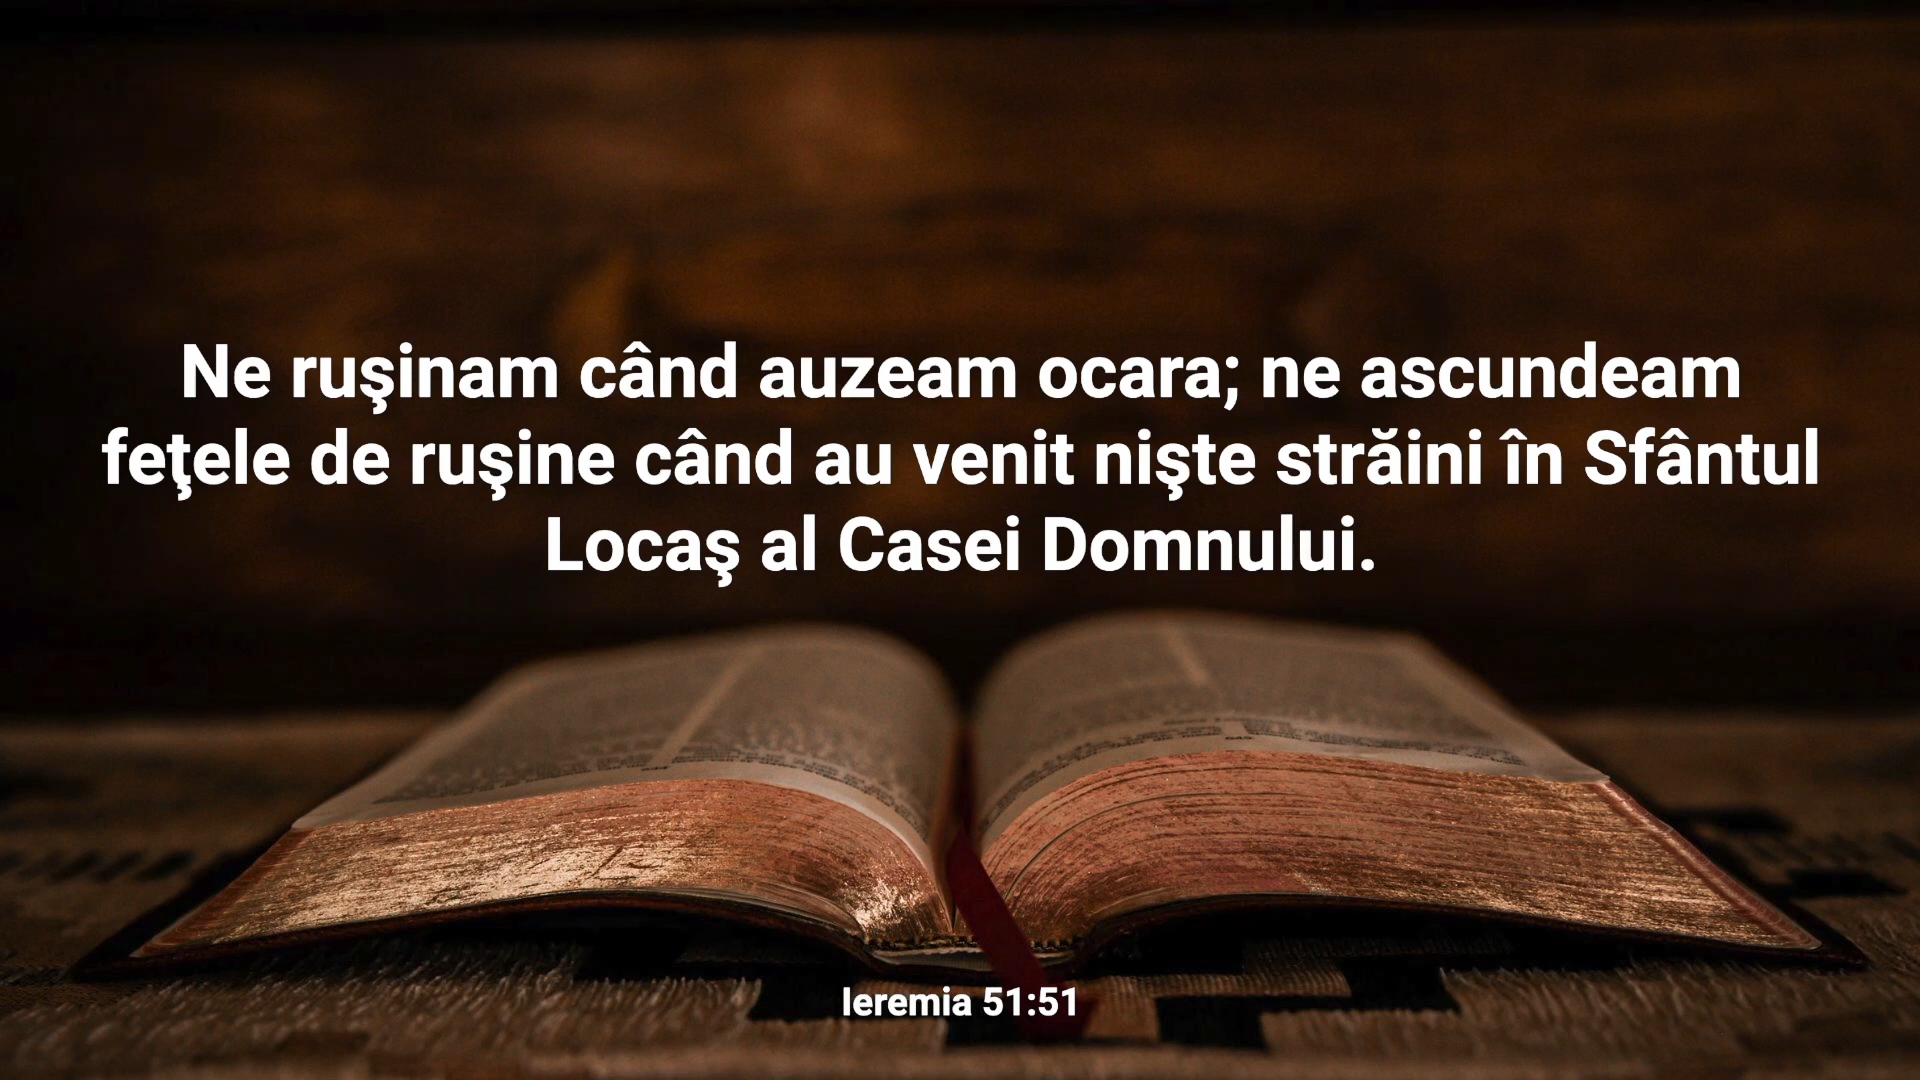 Ne ruşinam când auzeam ocara; ne ascundeam
feţele de ruşine când au venit nişte străini în Sfântul
Locaş al Casei Domnului.
Ieremia 51:51